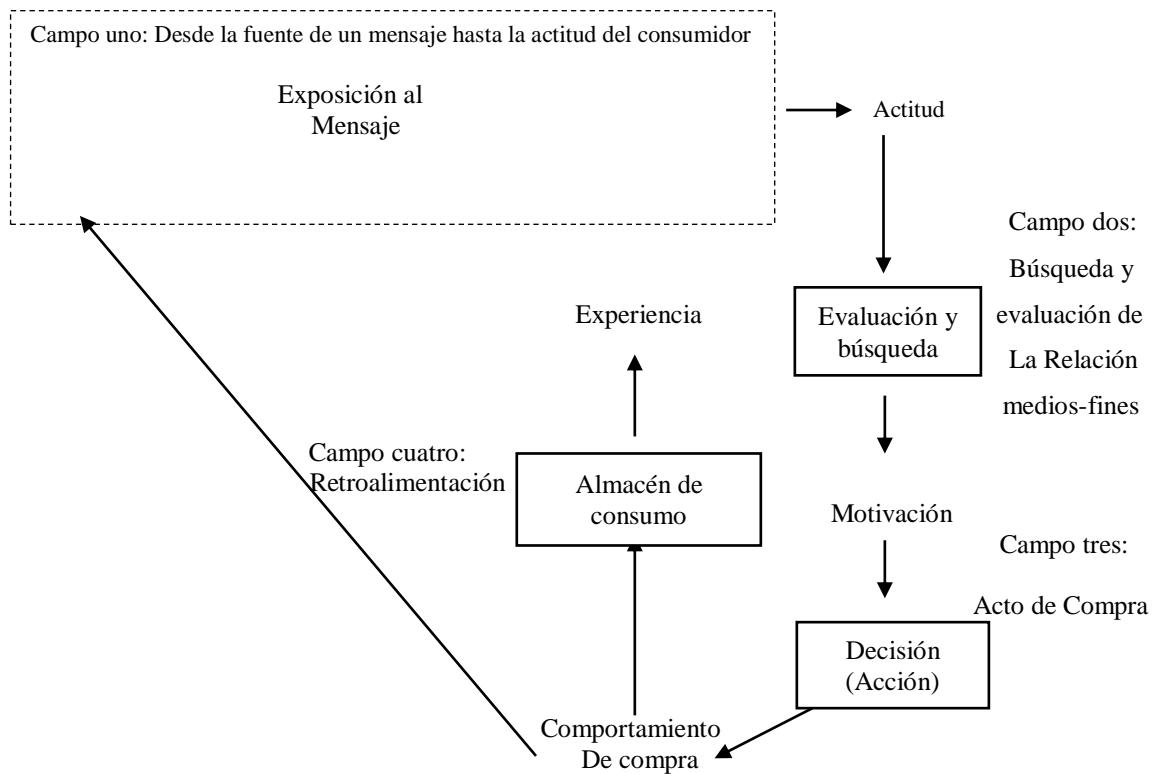 Campo uno: Desde la fuente de un mensaje hasta la actitud del consumidor
Exposición al
Mensaje
Actitud
Campo dos:
Búsqueda y
evaluación de
La Relación
medios-fines
Evaluación y
búsqueda
Experiencia
Campo cuatro:
Retroalimentación
Almacén de
consumo
Motivación
Campo tres:
Acto de Compra
Decisión
(Acción)
Comportamiento
De compra